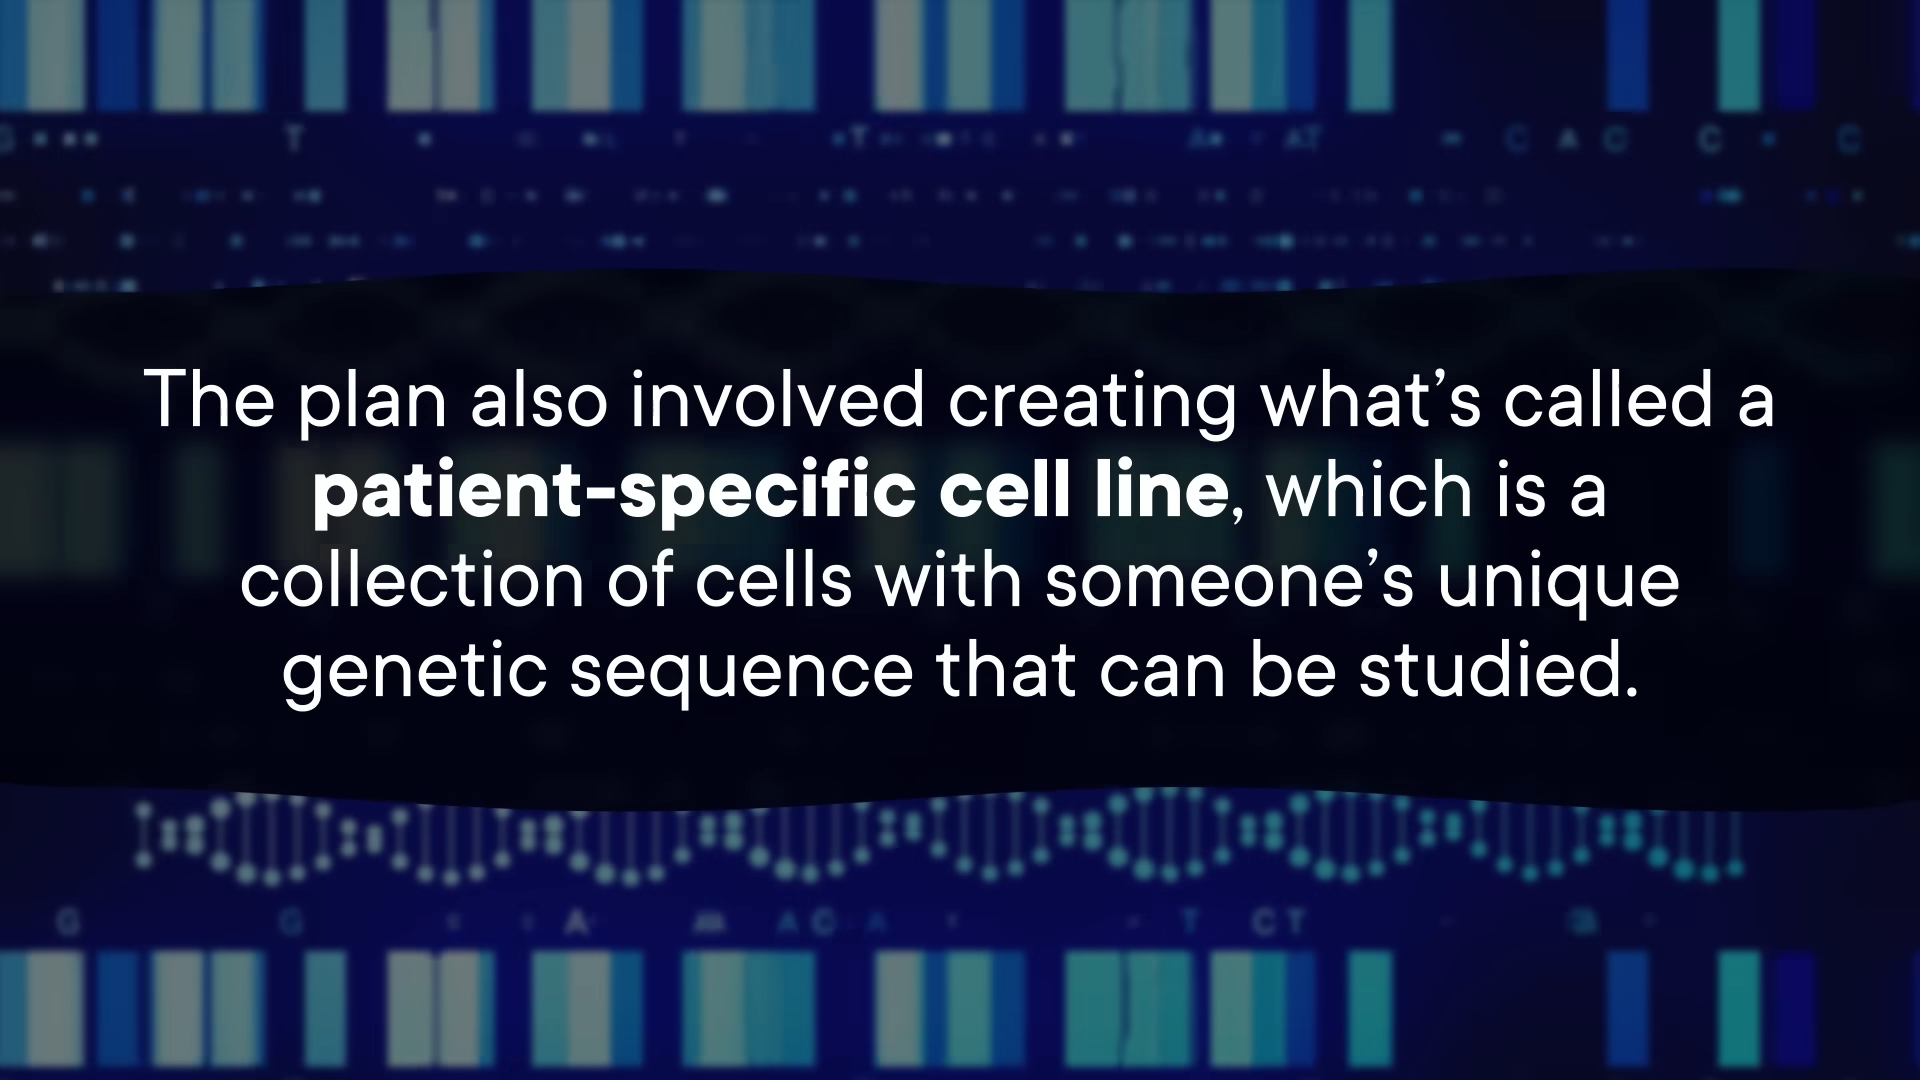 G T T A AT C A C C C
The plan also involved creating what’s called a
patient-specific cell line, which is a
collection of cells with someone’s unique
genetic sequence that can be studied.
G G A A C A T C T